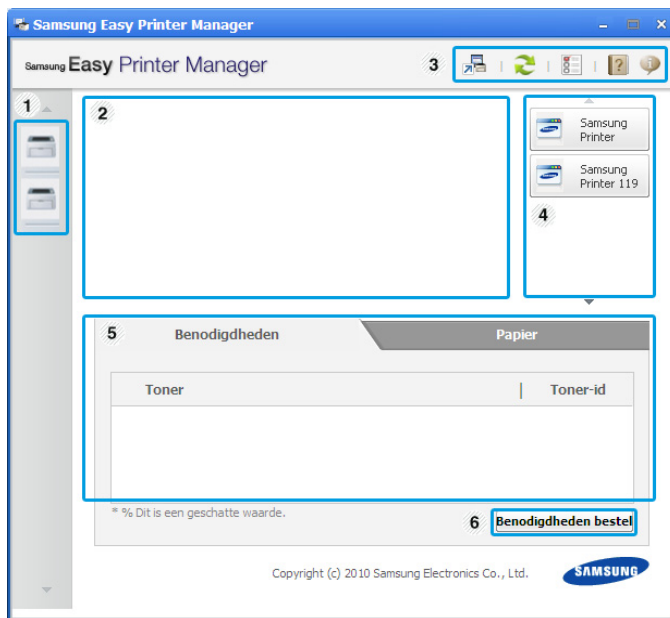 Samsung Easy Printer Manager
Samsung Easy Printer Manager
3
?
1
2
Samsung
Printer
Samsung
Printer 119
4
5
Benodigdheden
Papier
Toner
Toner-id
* % Dit is een geschatte waarde.
6
Benodigdheden bestel
Copyright (c) 2010 Samsung Electronics Co., Ltd.
SAMSUNG